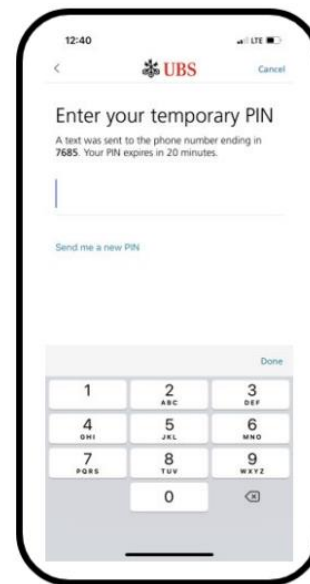 12:40
LTE
UBS
Cancel
Enter your temporary PIN
A text was sent to the phone number ending in
7685. Your PIN expires in 20 minutes.
Send me a new PIN
Done
1 2 3
ABC DEF
4 5 6
GHI JKL MNO
7 8 9
PQRS TUV WXYZ
0